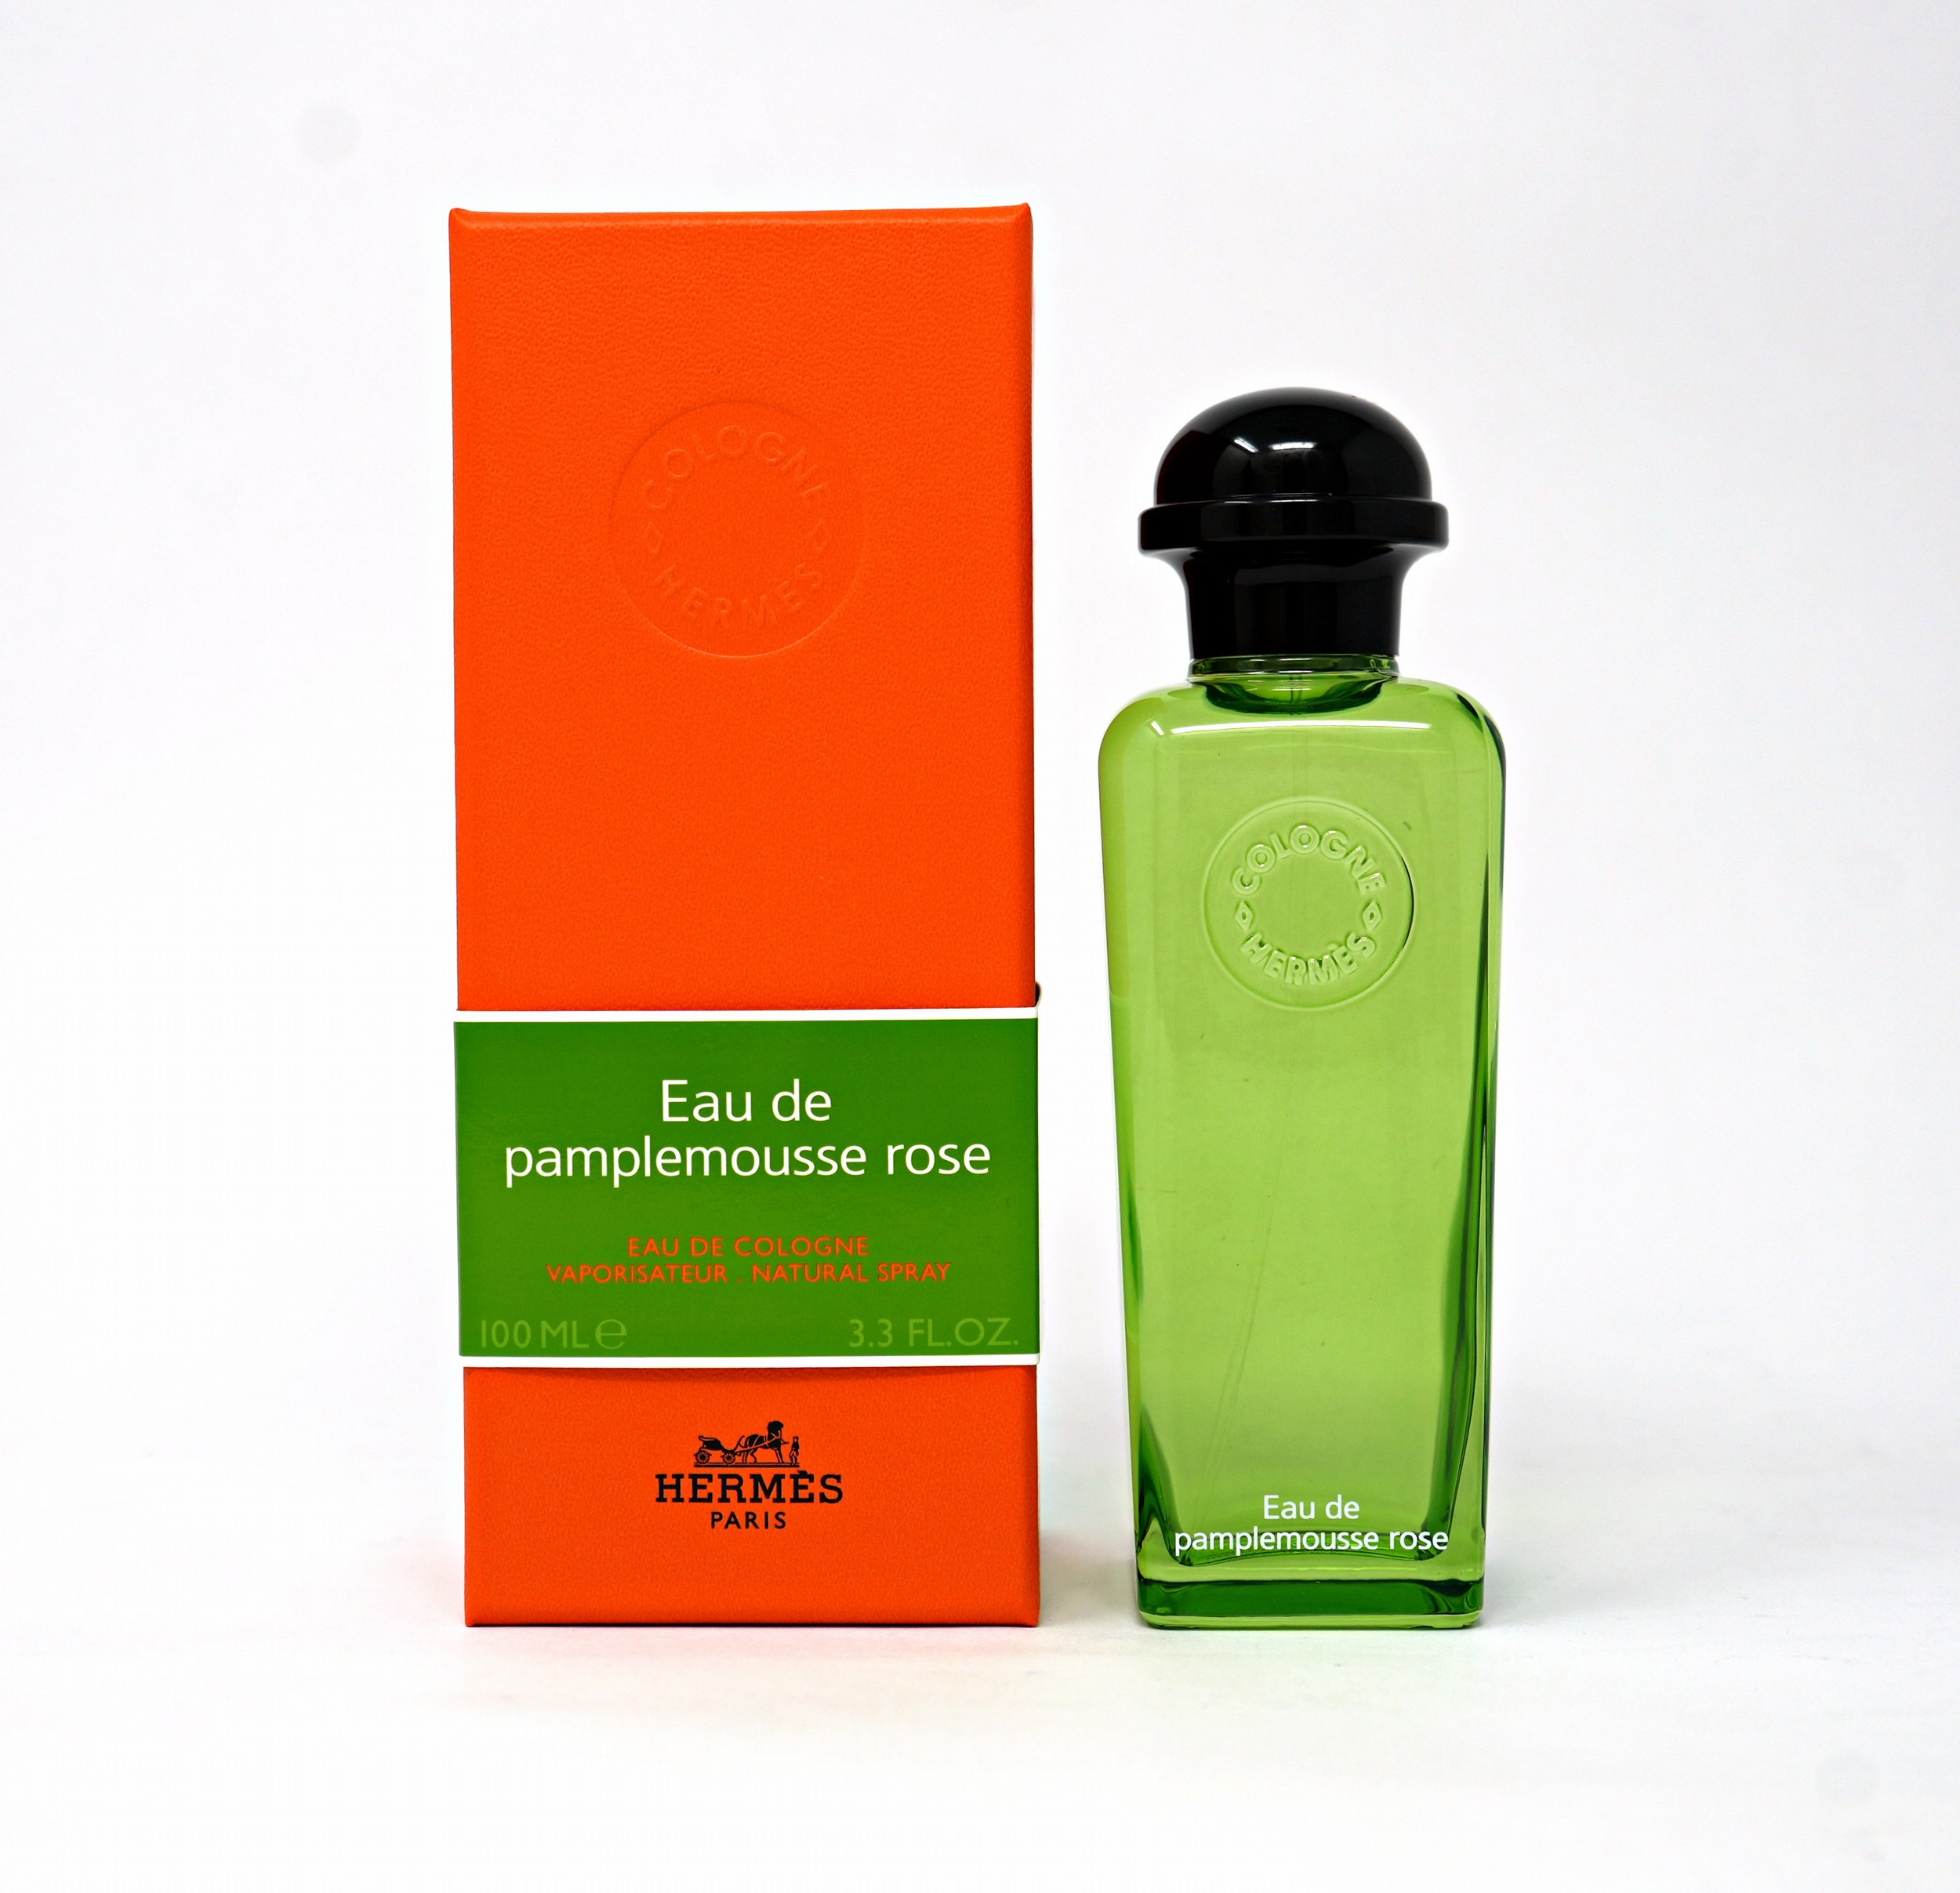 COLOGNE
HERMÈS
Eau de
pamplemousse rose
EAU DE COLOGNE
VAPORISATEUR . NATURAL SPRAY
100 ML ℮ 3.3 FL.OZ.
HERMÈS
PARIS
COLOGNE
HERMÈS
Eau de
pamplemousse rose